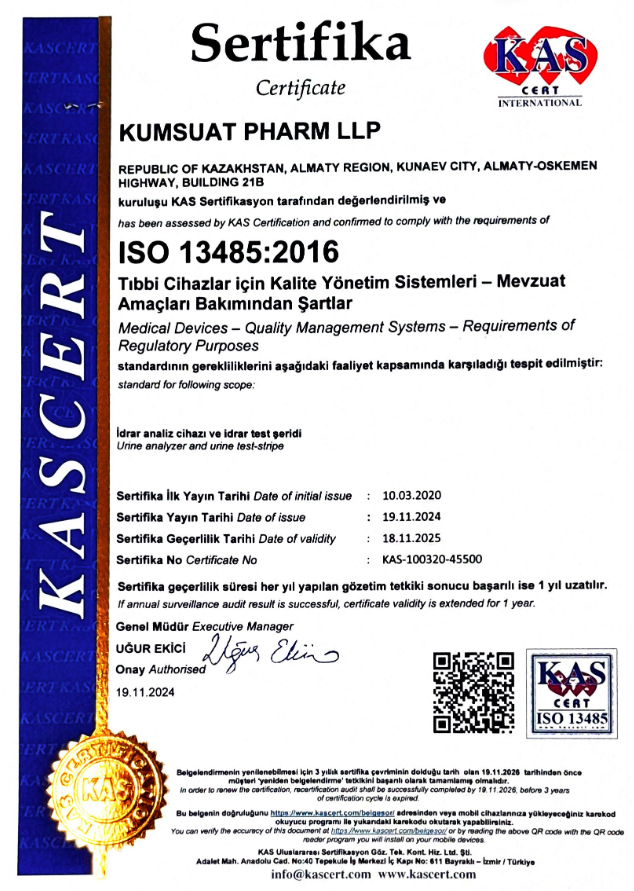 Sertifika
Certificate
KAS
CERT
INTERNATIONAL
KUMSUAT PHARM LLP
REPUBLIC OF KAZAKHSTAN, ALMATY REGION, KUNAEV CITY, ALMATY-OSKEMEN
HIGHWAY, BUILDING 21B
kuruluşu KAS Sertifikasyon tarafından değerlendirilmiş ve
has been assessed by KAS Certification and confirmed to comply with the requirements of
ISO 13485:2016
Tıbbi Cihazlar için Kalite Yönetim Sistemleri – Mevzuat
Amaçları Bakımından Şartlar
Medical Devices – Quality Management Systems – Requirements of
Regulatory Purposes
standardının gerekliliklerini aşağıdaki faaliyet kapsamında karşıladığı tespit edilmiştir:
standard for following scope:
İdrar analiz cihazı ve idrar test şeridi
Urine analyzer and urine test-stripe
Sertifika İlk Yayın Tarihi Date of initial issue : 10.03.2020
Sertifika Yayın Tarihi Date of issue : 19.11.2024
Sertifika Geçerlilik Tarihi Date of validity : 18.11.2025
Sertifika No Certificate No : KAS-100320-45500
Sertifika geçerlilik süresi her yıl yapılan gözetim tetkiki sonucu başarılı ise 1 yıl uzatılır.
If annual surveillance audit result is successful, certificate validity is extended for 1 year.
Genel Müdür Executive Manager
UĞUR EKİCİ
Uğur Ekici
Onay Authorised
19.11.2024
KAS
CERT
ISO 13485
www.kascert.com
KASCERT
KAS CERTIFICATION
KAS
Belgelendirmenin yenilenebilmesi için 3 yıllık sertifika çevriminin dolduğu tarih olan 19.11.2026 tarihinden önce
müşteri 'yeniden belgelendirme' tetkikini başarılı olarak tamamlamış olmalıdır.
In order to renew the certification, recertification audit shall be successfully completed by 19.11.2026, before 3 years
of certification cycle is expired.
Bu belgenin doğruluğunu https://www.kascert.com/belgesor/ adresinden veya mobil cihazlarınıza yükleyeceğiniz karekod
okuyucu programı ile yukarıdaki karekodu okutarak yapabilirsiniz.
You can verify the accuracy of this document at https://www.kascert.com/belgesor/ or by reading the above QR code with the QR code
reader program you will install on your mobile devices.
KAS Uluslararası Sertifikasyon Göz. Tek. Kont. Hiz. Ltd. Şti.
Adalet Mah. Anadolu Cad. No:40 Tepekule İş Merkezi İç Kapı No: 611 Bayraklı – İzmir / Türkiye
info@kascert.com www.kascert.com